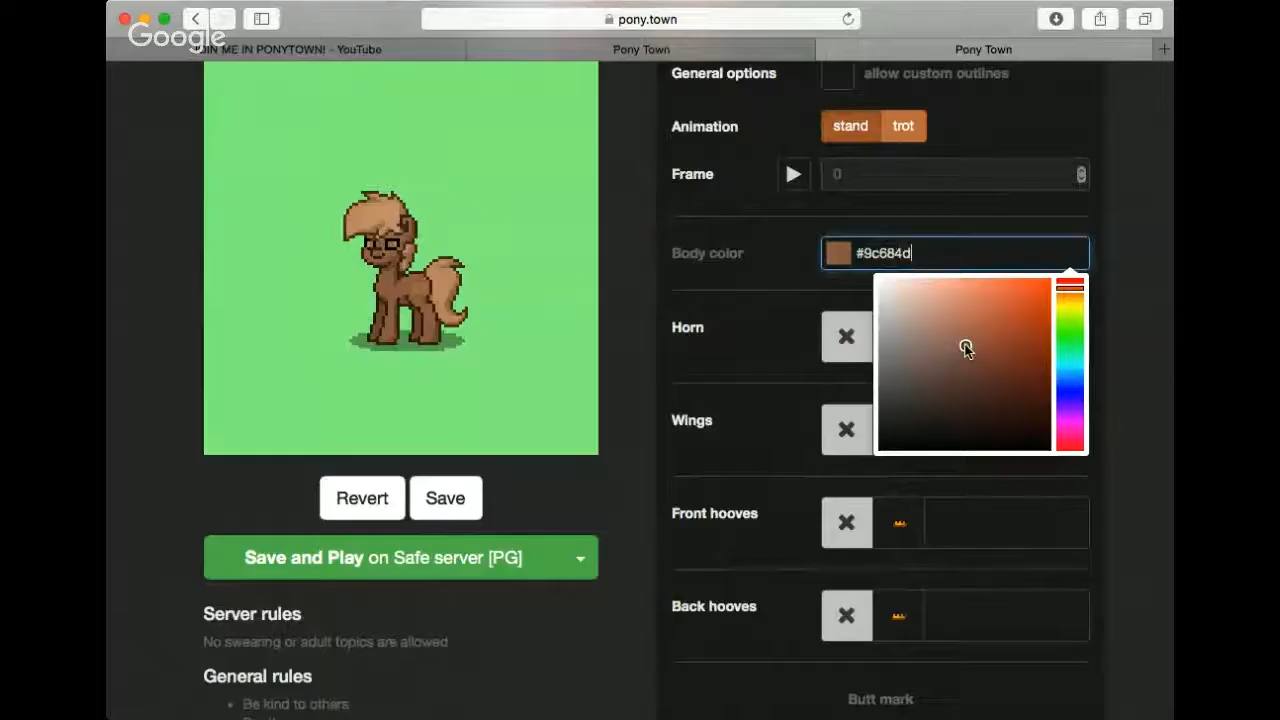 pony.town
Google
JOIN ME IN PONYTOWN! – YouTube
Pony Town
Pony Town
General options
allow custom outlines
Animation
stand
trot
Frame
0
Body color
#9c684d
Horn
Wings
Revert
Save
Front hooves
Save and Play on Safe server [PG]
Server rules
Back hooves
No swearing or adult topics are allowed
General rules
Butt mark
• Be kind to others